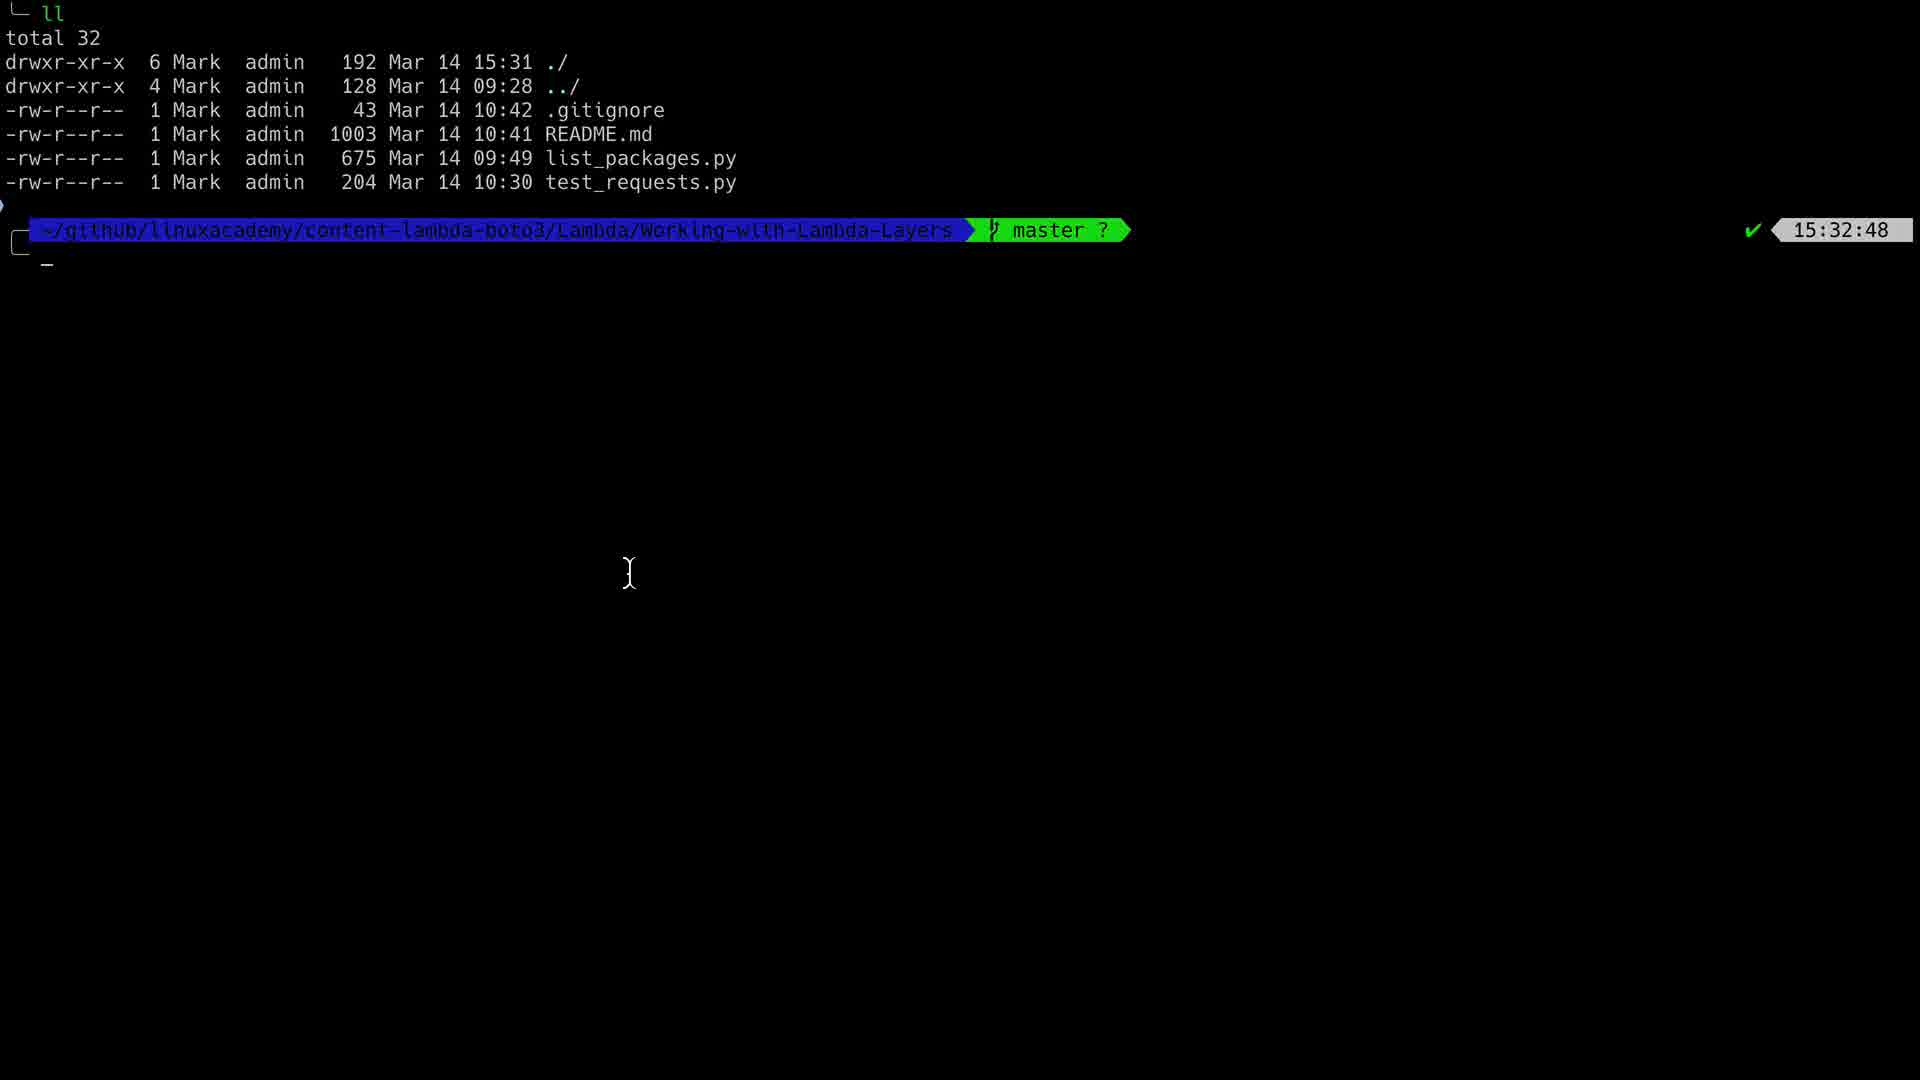 ll
total 32
drwxr-xr-x  6 Mark  admin   192 Mar 14 15:31 ./
drwxr-xr-x  4 Mark  admin   128 Mar 14 09:28 ../
-rw-r--r--  1 Mark  admin    43 Mar 14 10:42 .gitignore
-rw-r--r--  1 Mark  admin  1003 Mar 14 10:41 README.md
-rw-r--r--  1 Mark  admin   675 Mar 14 09:49 list_packages.py
-rw-r--r--  1 Mark  admin   204 Mar 14 10:30 test_requests.py
~/github/linuxacademy/content-lambda-boto3/Lambda/Working-with-Lambda-Layers master ? ✔ 15:32:48